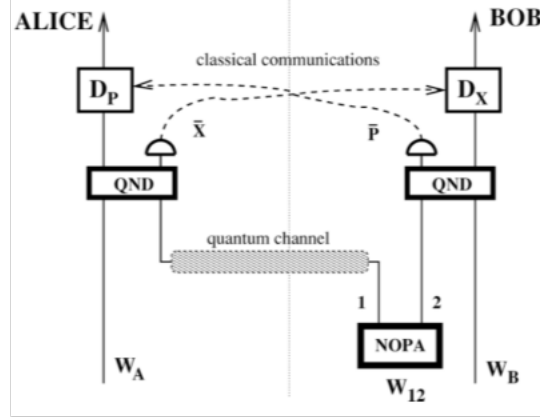 ALICE BOB
classical communications
D_P D_X
X̄ P̄
QND QND
quantum channel
1 2
NOPA
W_A W_12 W_B